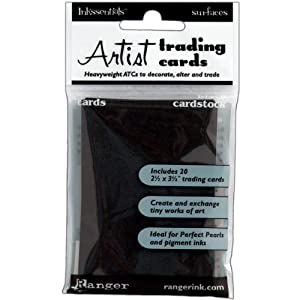 Inkssentials™ surfaces
Artist trading
cards
Heavyweight ATCs to decorate, alter and trade
cards cardstock
Includes 20
2½ x 3½" trading cards
Create and exchange
tiny works of art
Ideal for Perfect Pearls
and pigment inks
Ranger rangerink.com